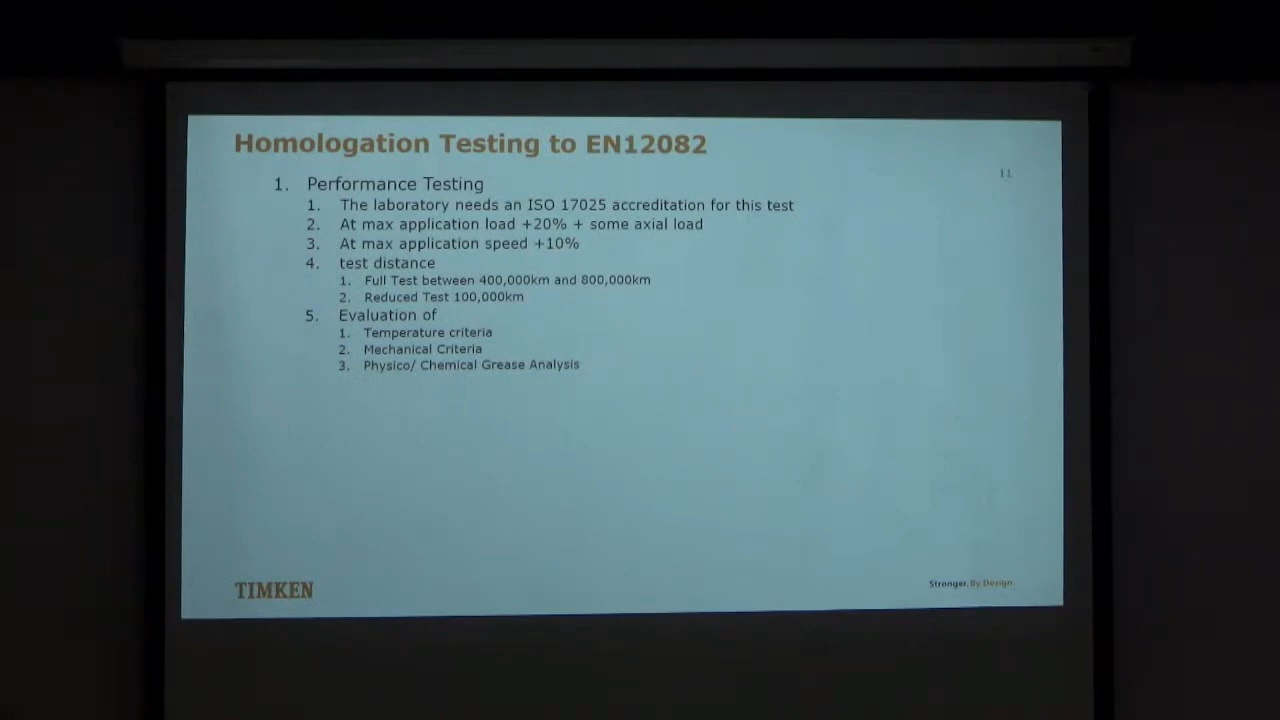 Homologation Testing to EN12082
11
1. Performance Testing
1. The laboratory needs an ISO 17025 accreditation for this test
2. At max application load +20% + some axial load
3. At max application speed +10%
4. test distance
1. Full Test between 400,000km and 800,000km
2. Reduced Test 100,000km
5. Evaluation of
1. Temperature criteria
2. Mechanical Criteria
3. Physico/ Chemical Grease Analysis
TIMKEN
Stronger. By Design.